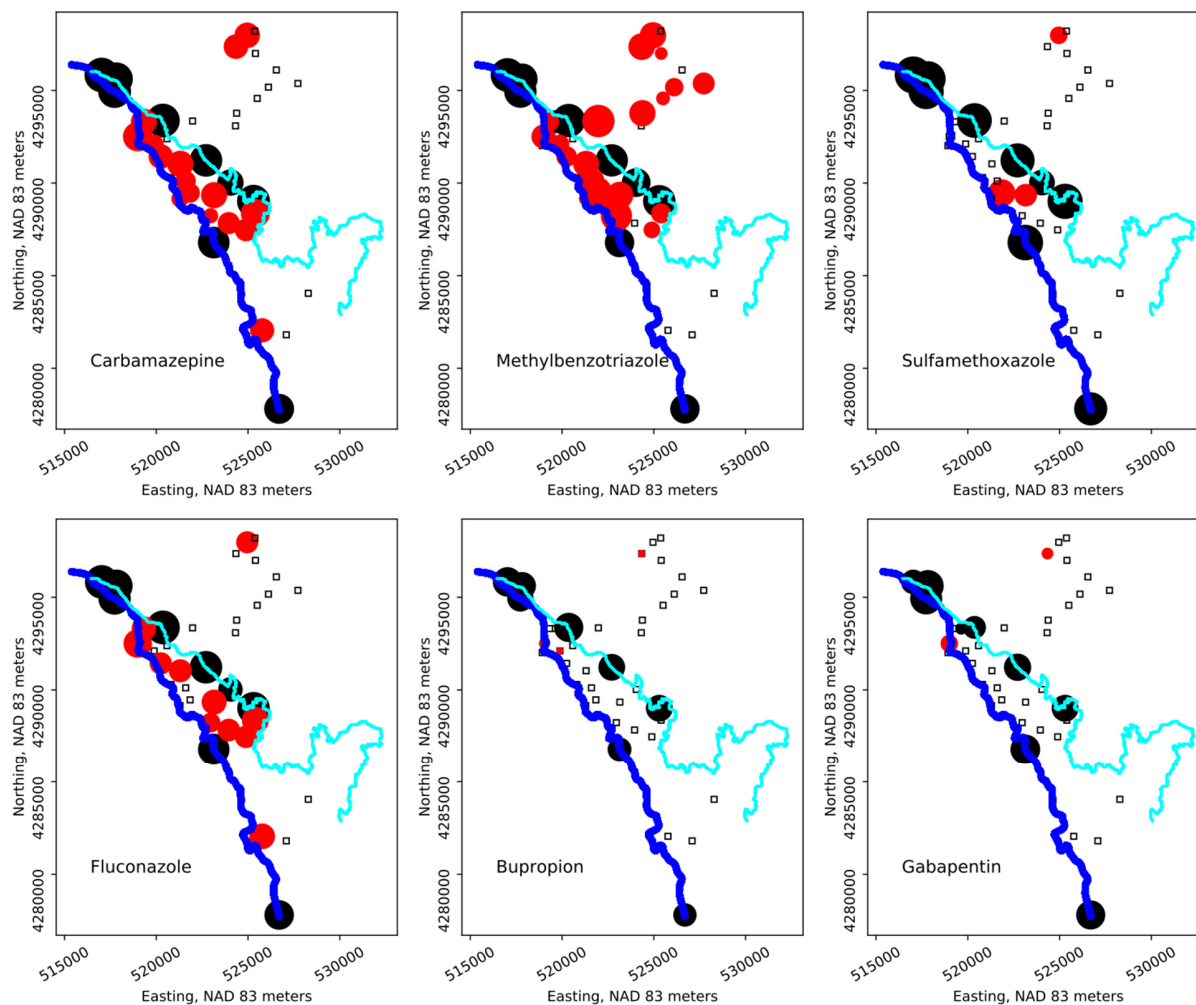 4295000
4290000
4285000
4280000
Northing, NAD 83 meters
Carbamazepine
515000
520000
525000
530000
Easting, NAD 83 meters
4295000
4290000
4285000
4280000
Northing, NAD 83 meters
Methylbenzotriazole
515000
520000
525000
530000
Easting, NAD 83 meters
4295000
4290000
4285000
4280000
Northing, NAD 83 meters
Sulfamethoxazole
515000
520000
525000
530000
Easting, NAD 83 meters
4295000
4290000
4285000
4280000
Northing, NAD 83 meters
Fluconazole
515000
520000
525000
530000
Easting, NAD 83 meters
4295000
4290000
4285000
4280000
Northing, NAD 83 meters
Bupropion
515000
520000
525000
530000
Easting, NAD 83 meters
4295000
4290000
4285000
4280000
Northing, NAD 83 meters
Gabapentin
515000
520000
525000
530000
Easting, NAD 83 meters